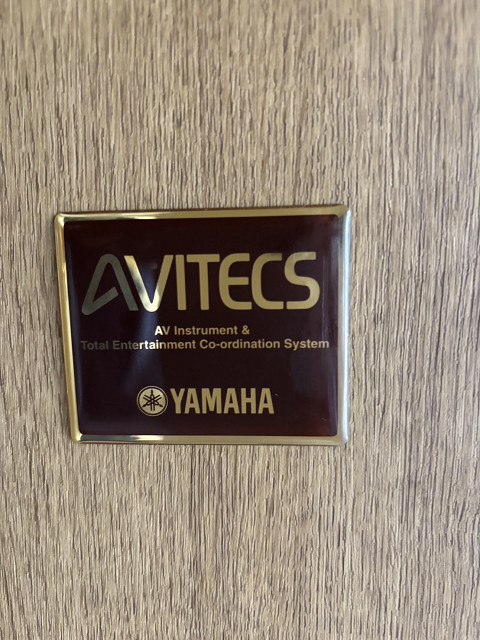 AVITECS
AV Instrument &
Total Entertainment Co-ordination System
YAMAHA